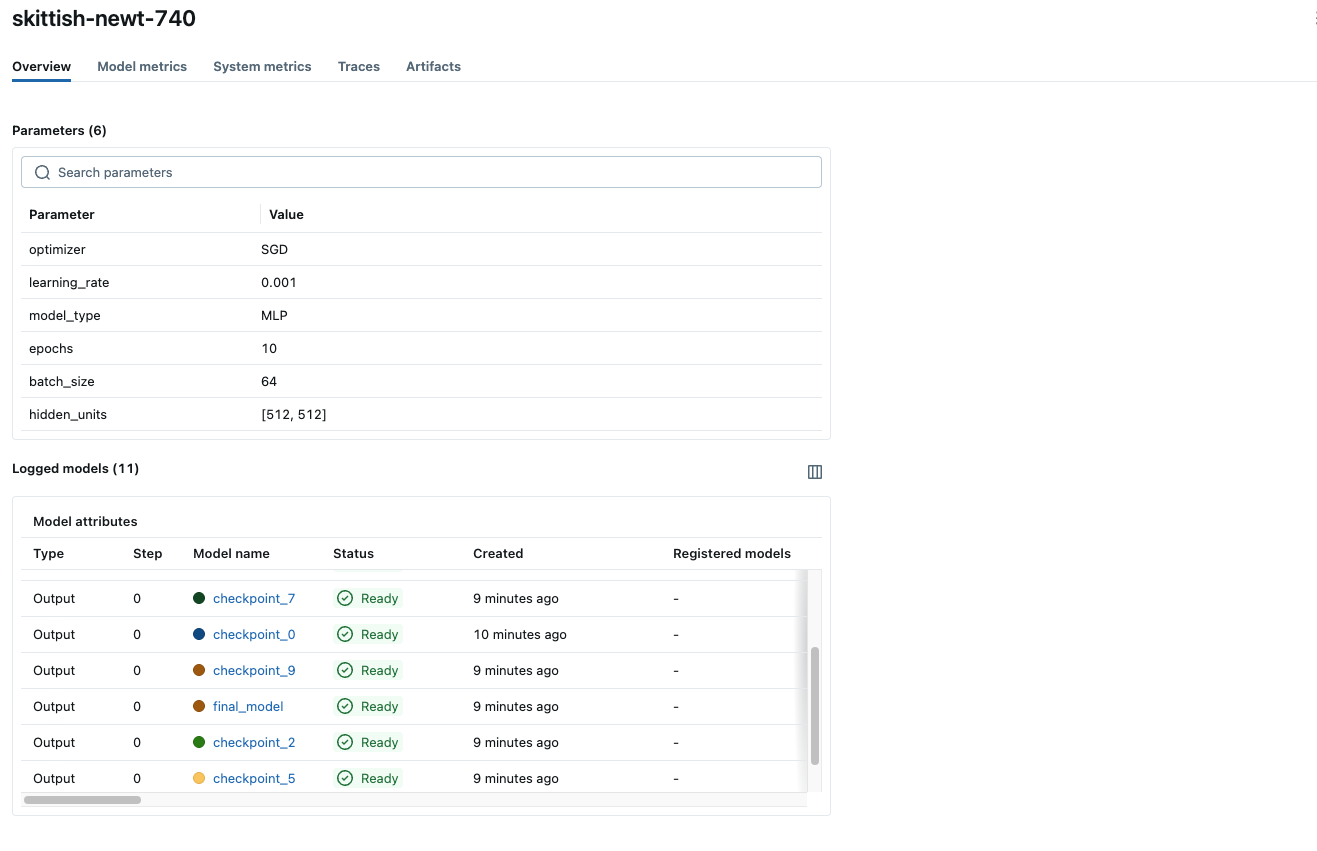 skittish-newt-740
Overview Model metrics System metrics Traces Artifacts
Parameters (6)
Search parameters
Parameter Value
optimizer SGD
learning_rate 0.001
model_type MLP
epochs 10
batch_size 64
hidden_units [512, 512]
Logged models (11)
Model attributes
Type Step Model name Status Created Registered models
Output 0 checkpoint_7 Ready 9 minutes ago -
Output 0 checkpoint_0 Ready 10 minutes ago -
Output 0 checkpoint_9 Ready 9 minutes ago -
Output 0 final_model Ready 9 minutes ago -
Output 0 checkpoint_2 Ready 9 minutes ago -
Output 0 checkpoint_5 Ready 9 minutes ago -